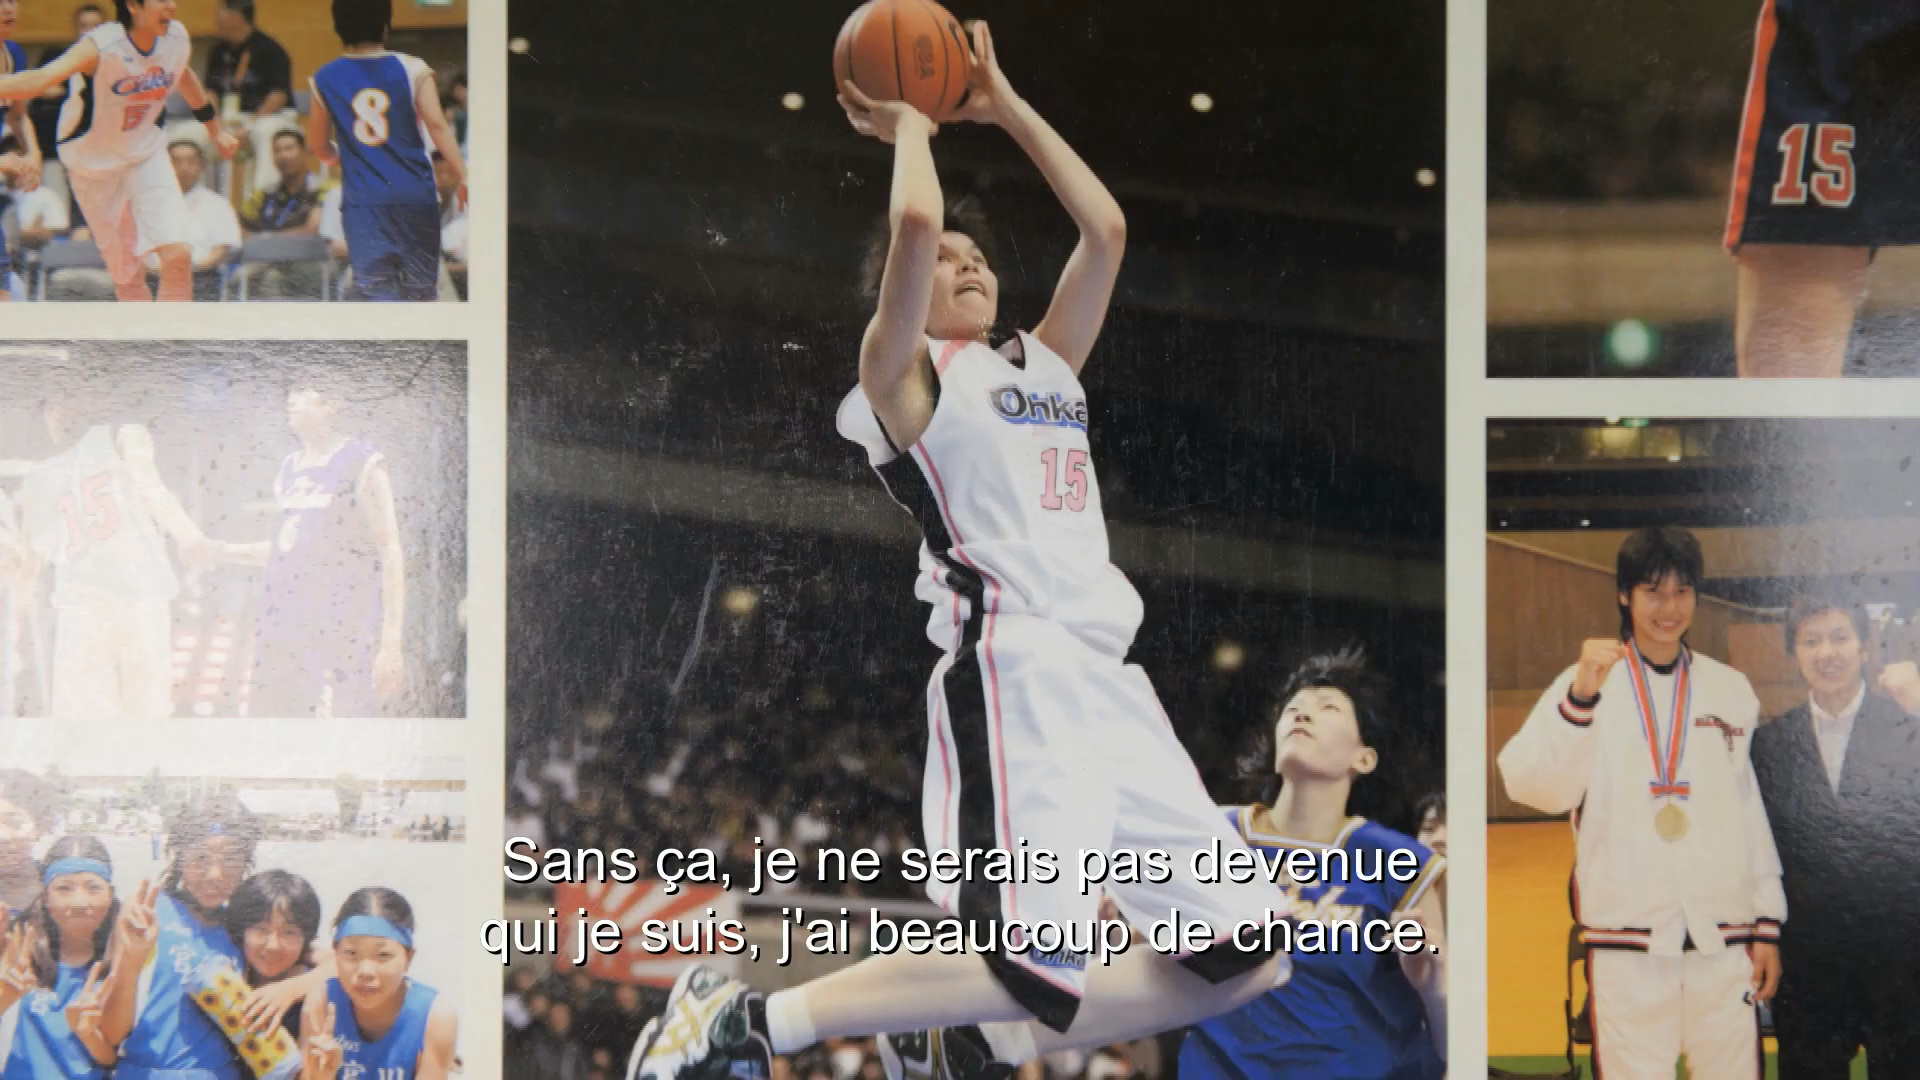 8
15
Ohka
15
15
6
Sans ça, je ne serais pas devenue
qui je suis, j'ai beaucoup de chance.